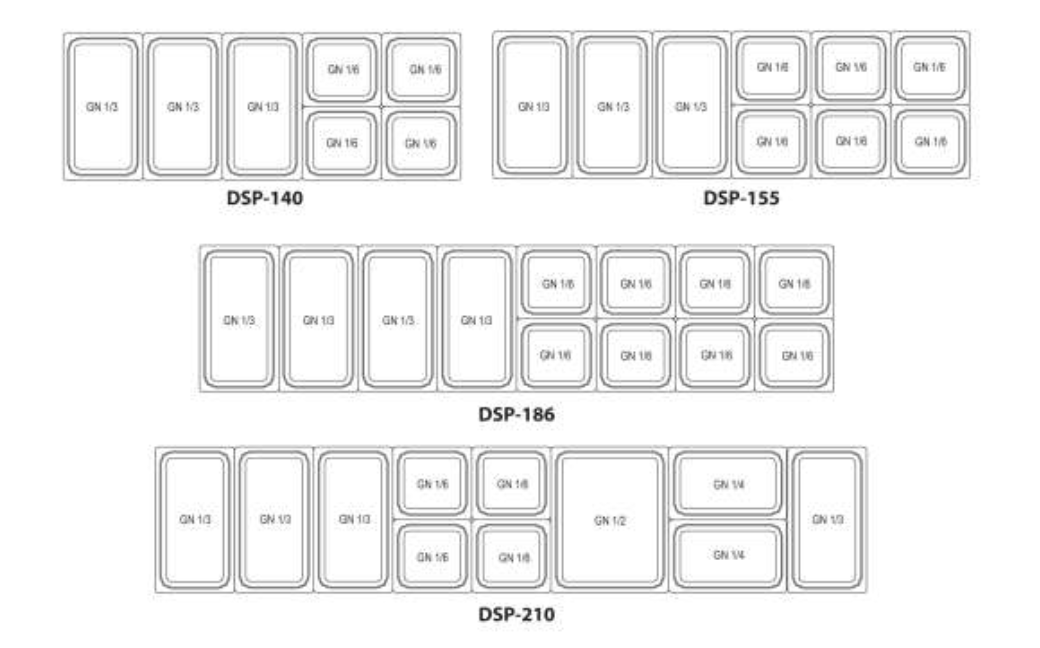 GN 1/3 GN 1/3 GN 1/3 GN 1/6 GN 1/6
GN 1/6 GN 1/6
DSP-140
GN 1/3 GN 1/3 GN 1/3 GN 1/6 GN 1/6 GN 1/6
GN 1/6 GN 1/6 GN 1/6
DSP-155
GN 1/3 GN 1/3 GN 1/3 GN 1/3 GN 1/6 GN 1/6 GN 1/6 GN 1/6
GN 1/6 GN 1/6 GN 1/6 GN 1/6
DSP-186
GN 1/3 GN 1/3 GN 1/3 GN 1/6 GN 1/6 GN 1/2 GN 1/4 GN 1/3
GN 1/6 GN 1/6 GN 1/4
DSP-210